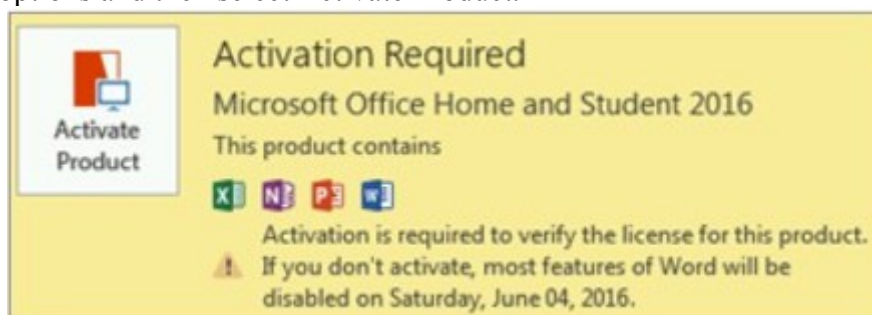 Activation Required
Microsoft Office Home and Student 2016
Activate
Product
This product contains
Activation is required to verify the license for this product.
If you don't activate, most features of Word will be
disabled on Saturday, June 04, 2016.